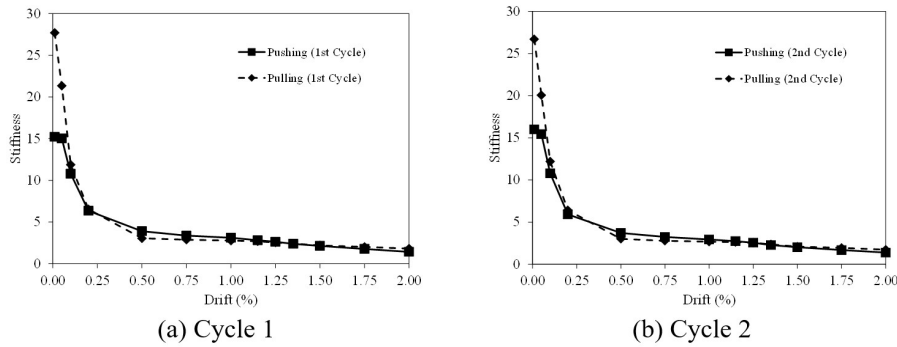 30
25
20
15
10
5
0
Stiffness
Pushing (1st Cycle)
Pulling (1st Cycle)
0.00 0.25 0.50 0.75 1.00 1.25 1.50 1.75 2.00
Drift (%)
(a) Cycle 1
30
25
20
15
10
5
0
Stiffness
Pushing (2nd Cycle)
Pulling (2nd Cycle)
0.00 0.25 0.50 0.75 1.00 1.25 1.50 1.75 2.00
Drift (%)
(b) Cycle 2